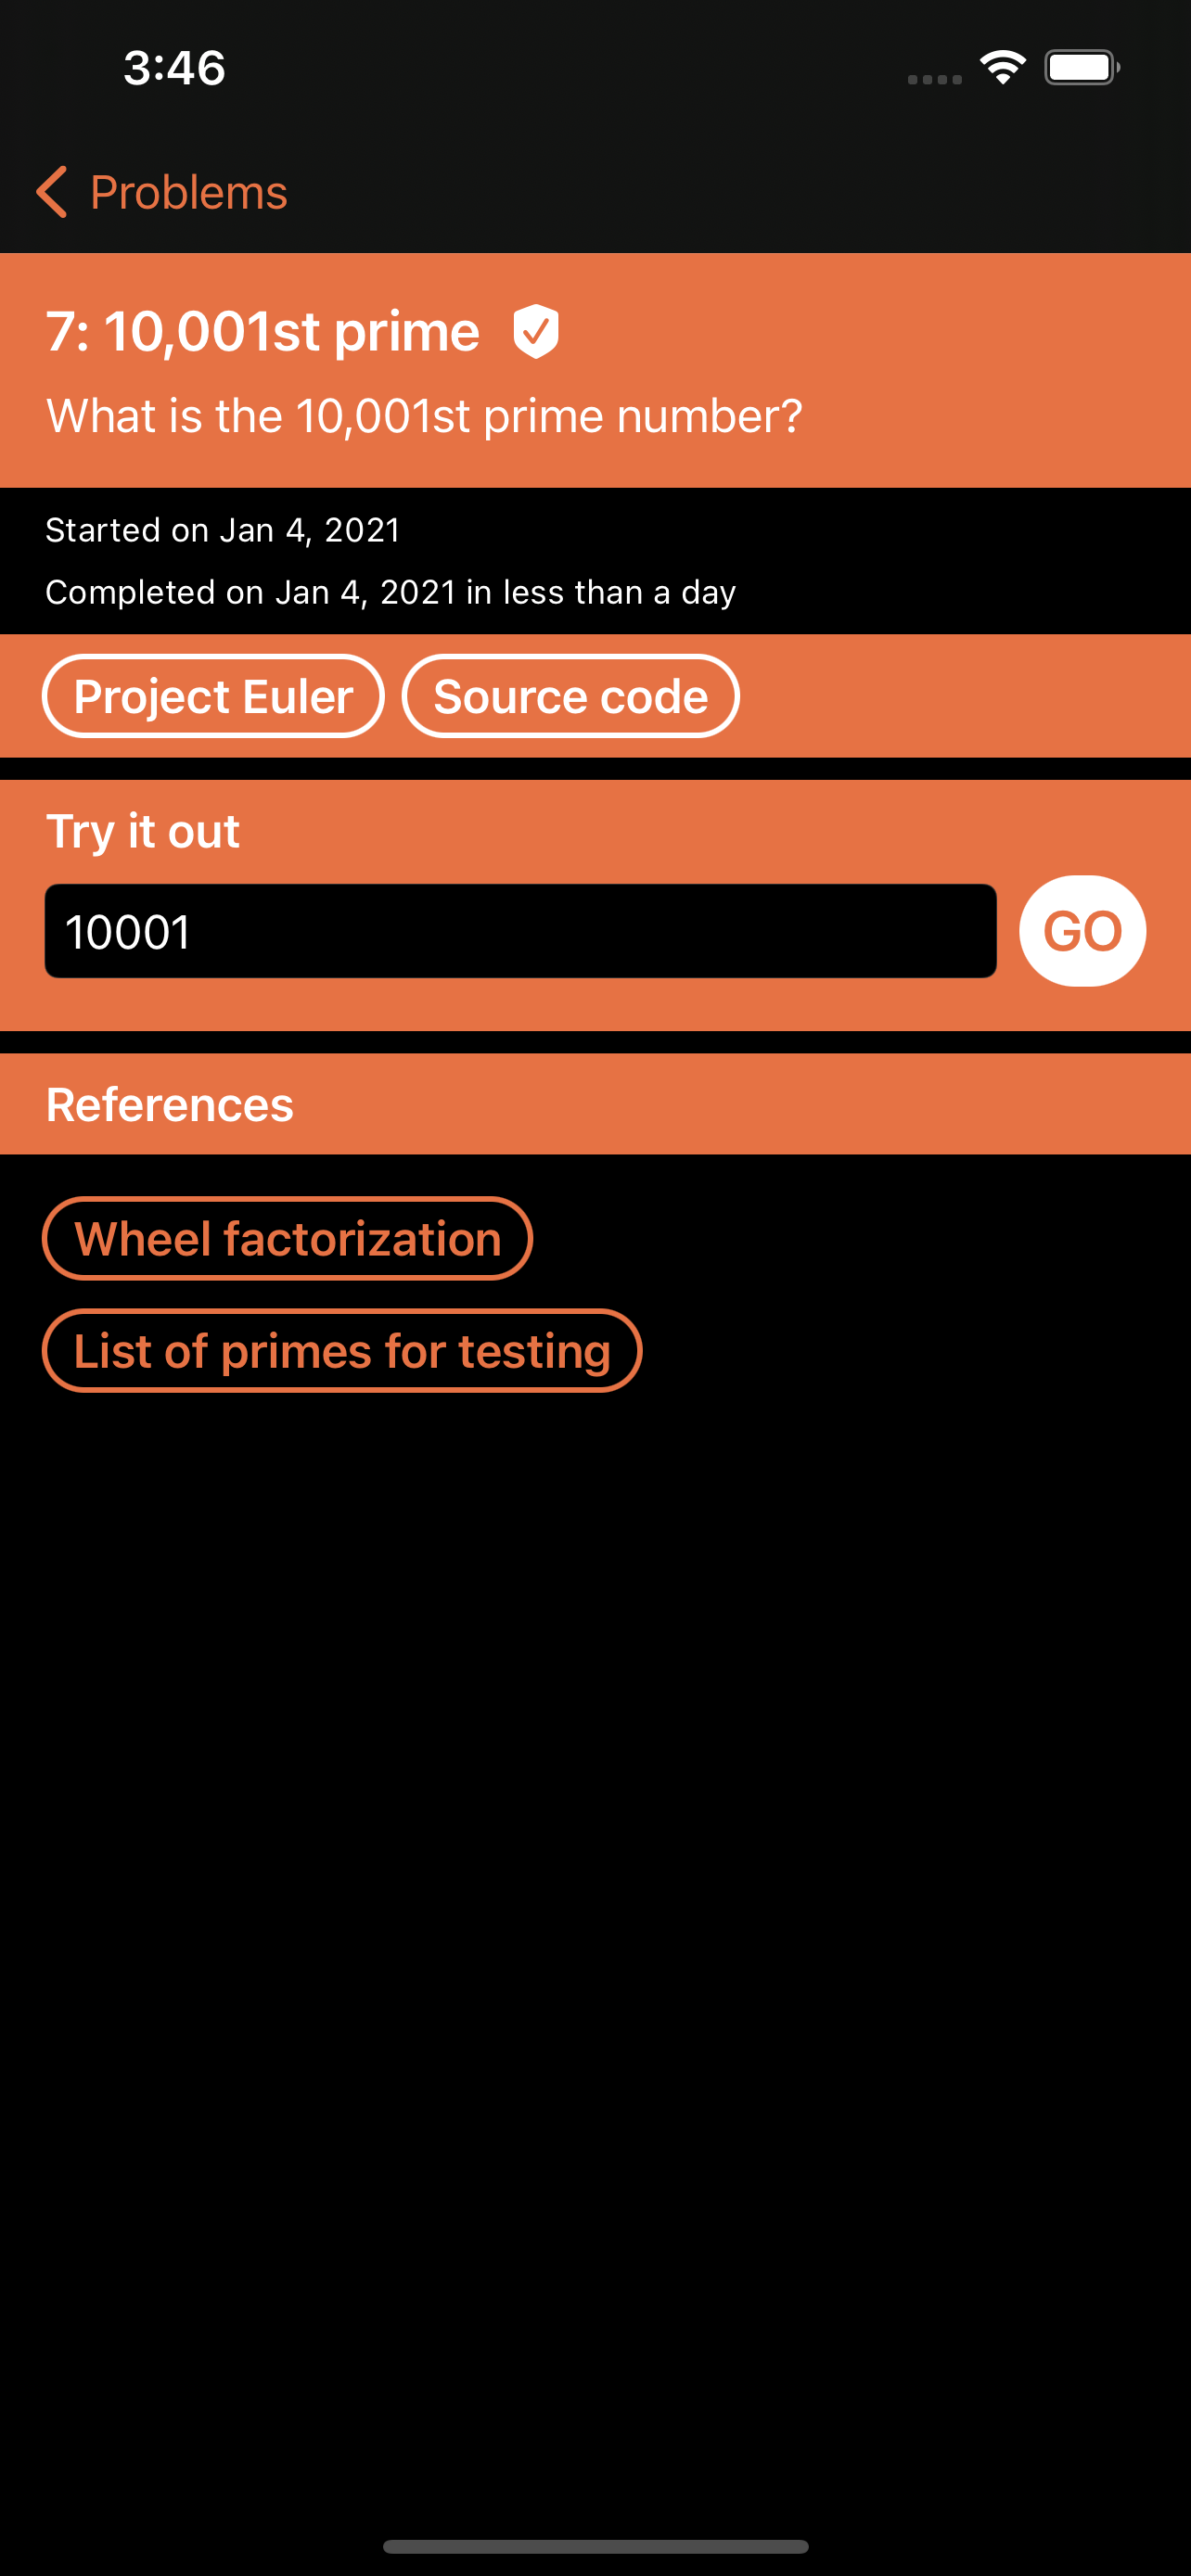 3:46
Problems
7: 10,001st prime
What is the 10,001st prime number?
Started on Jan 4, 2021
Completed on Jan 4, 2021 in less than a day
Project Euler Source code
Try it out
10001 GO
References
Wheel factorization
List of primes for testing